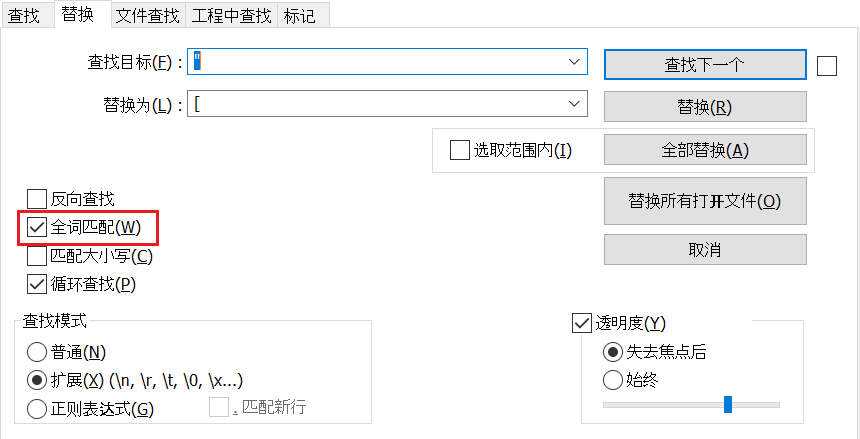 查找 替换 文件查找 工程中查找 标记
查找目标(F) : " 查找下一个
替换为(L) : [ 替换(R)
选取范围内(I) 全部替换(A)
反向查找 替换所有打开文件(O)
全词匹配(W)
匹配大小写(C) 取消
循环查找(P)
查找模式 透明度(Y)
普通(N) 失去焦点后
扩展(X) (\n, \r, \t, \0, \x...) 始终
正则表达式(G) . 匹配新行